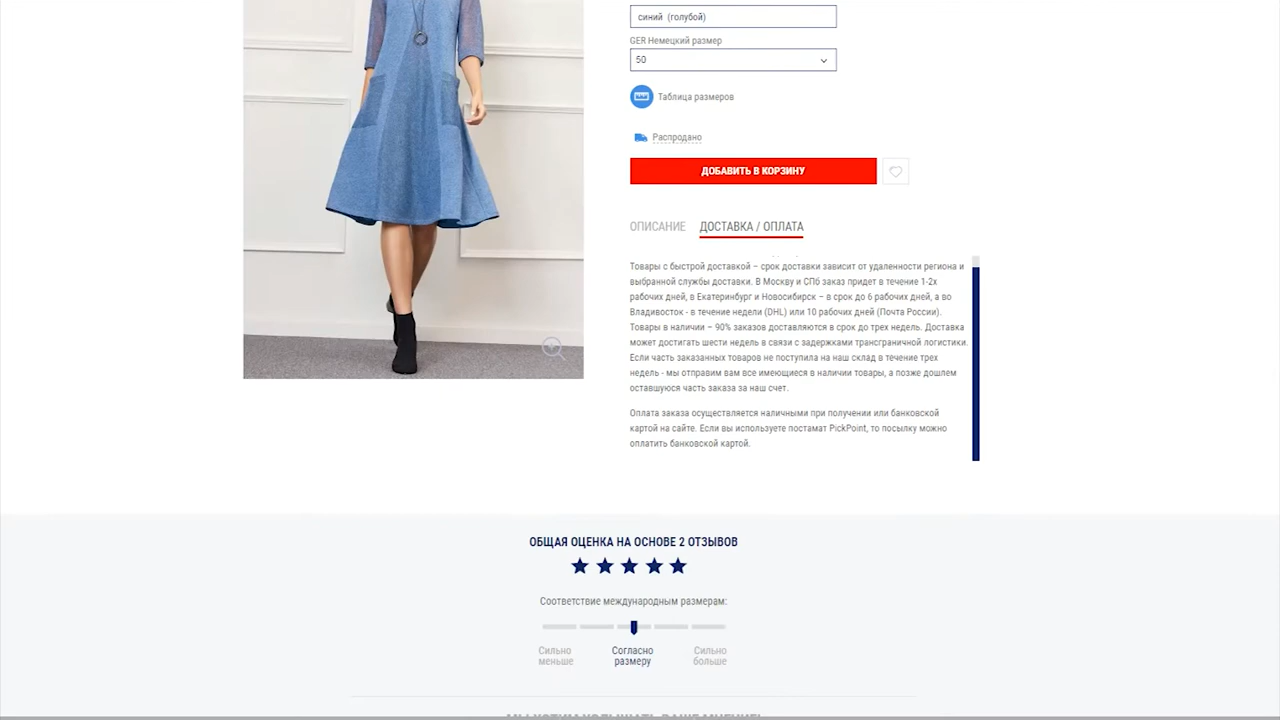 синий (голубой)
GER Немецкий размер
50
Таблица размеров
Распродано
ДОБАВИТЬ В КОРЗИНУ
ОПИСАНИЕ ДОСТАВКА / ОПЛАТА
Товары с быстрой доставкой – срок доставки зависит от удаленности региона и
выбранной службы доставки. В Москву и СПб заказ придет в течение 1-2х
рабочих дней, в Екатеринбург и Новосибирск – в срок до 6 рабочих дней, а во
Владивосток - в течение недели (DHL) или 10 рабочих дней (Почта России).
Товары в наличии – 90% заказов доставляются в срок до трех недель. Доставка
может достигать шести недель в связи с задержками трансграничной логистики.
Если часть заказанных товаров не поступила на наш склад в течение трех
недель - мы отправим вам все имеющиеся в наличии товары, а позже дошлем
оставшуюся часть заказа за наш счет.
Оплата заказа осуществляется наличными при получении или банковской
картой на сайте. Если вы используете постамат PickPoint, то посылку можно
оплатить банковской картой.
ОБЩАЯ ОЦЕНКА НА ОСНОВЕ 2 ОТЗЫВОВ
Соответствие международным размерам:
Сильно меньше
Согласно размеру
Сильно больше